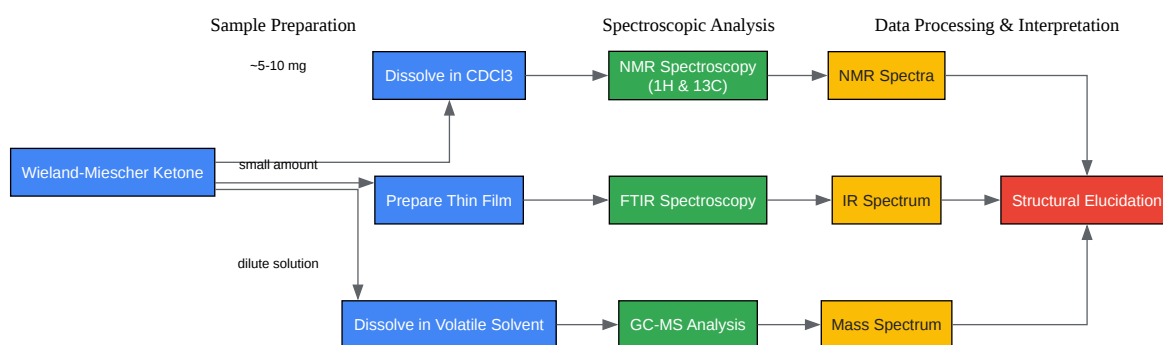 Sample Preparation
Spectroscopic Analysis
Data Processing & Interpretation
~5-10 mg
Dissolve in CDCl3
NMR Spectroscopy
(1H & 13C)
NMR Spectra
Wieland-Miescher Ketone
small amount
Prepare Thin Film
FTIR Spectroscopy
IR Spectrum
Structural Elucidation
dilute solution
Dissolve in Volatile Solvent
GC-MS Analysis
Mass Spectrum